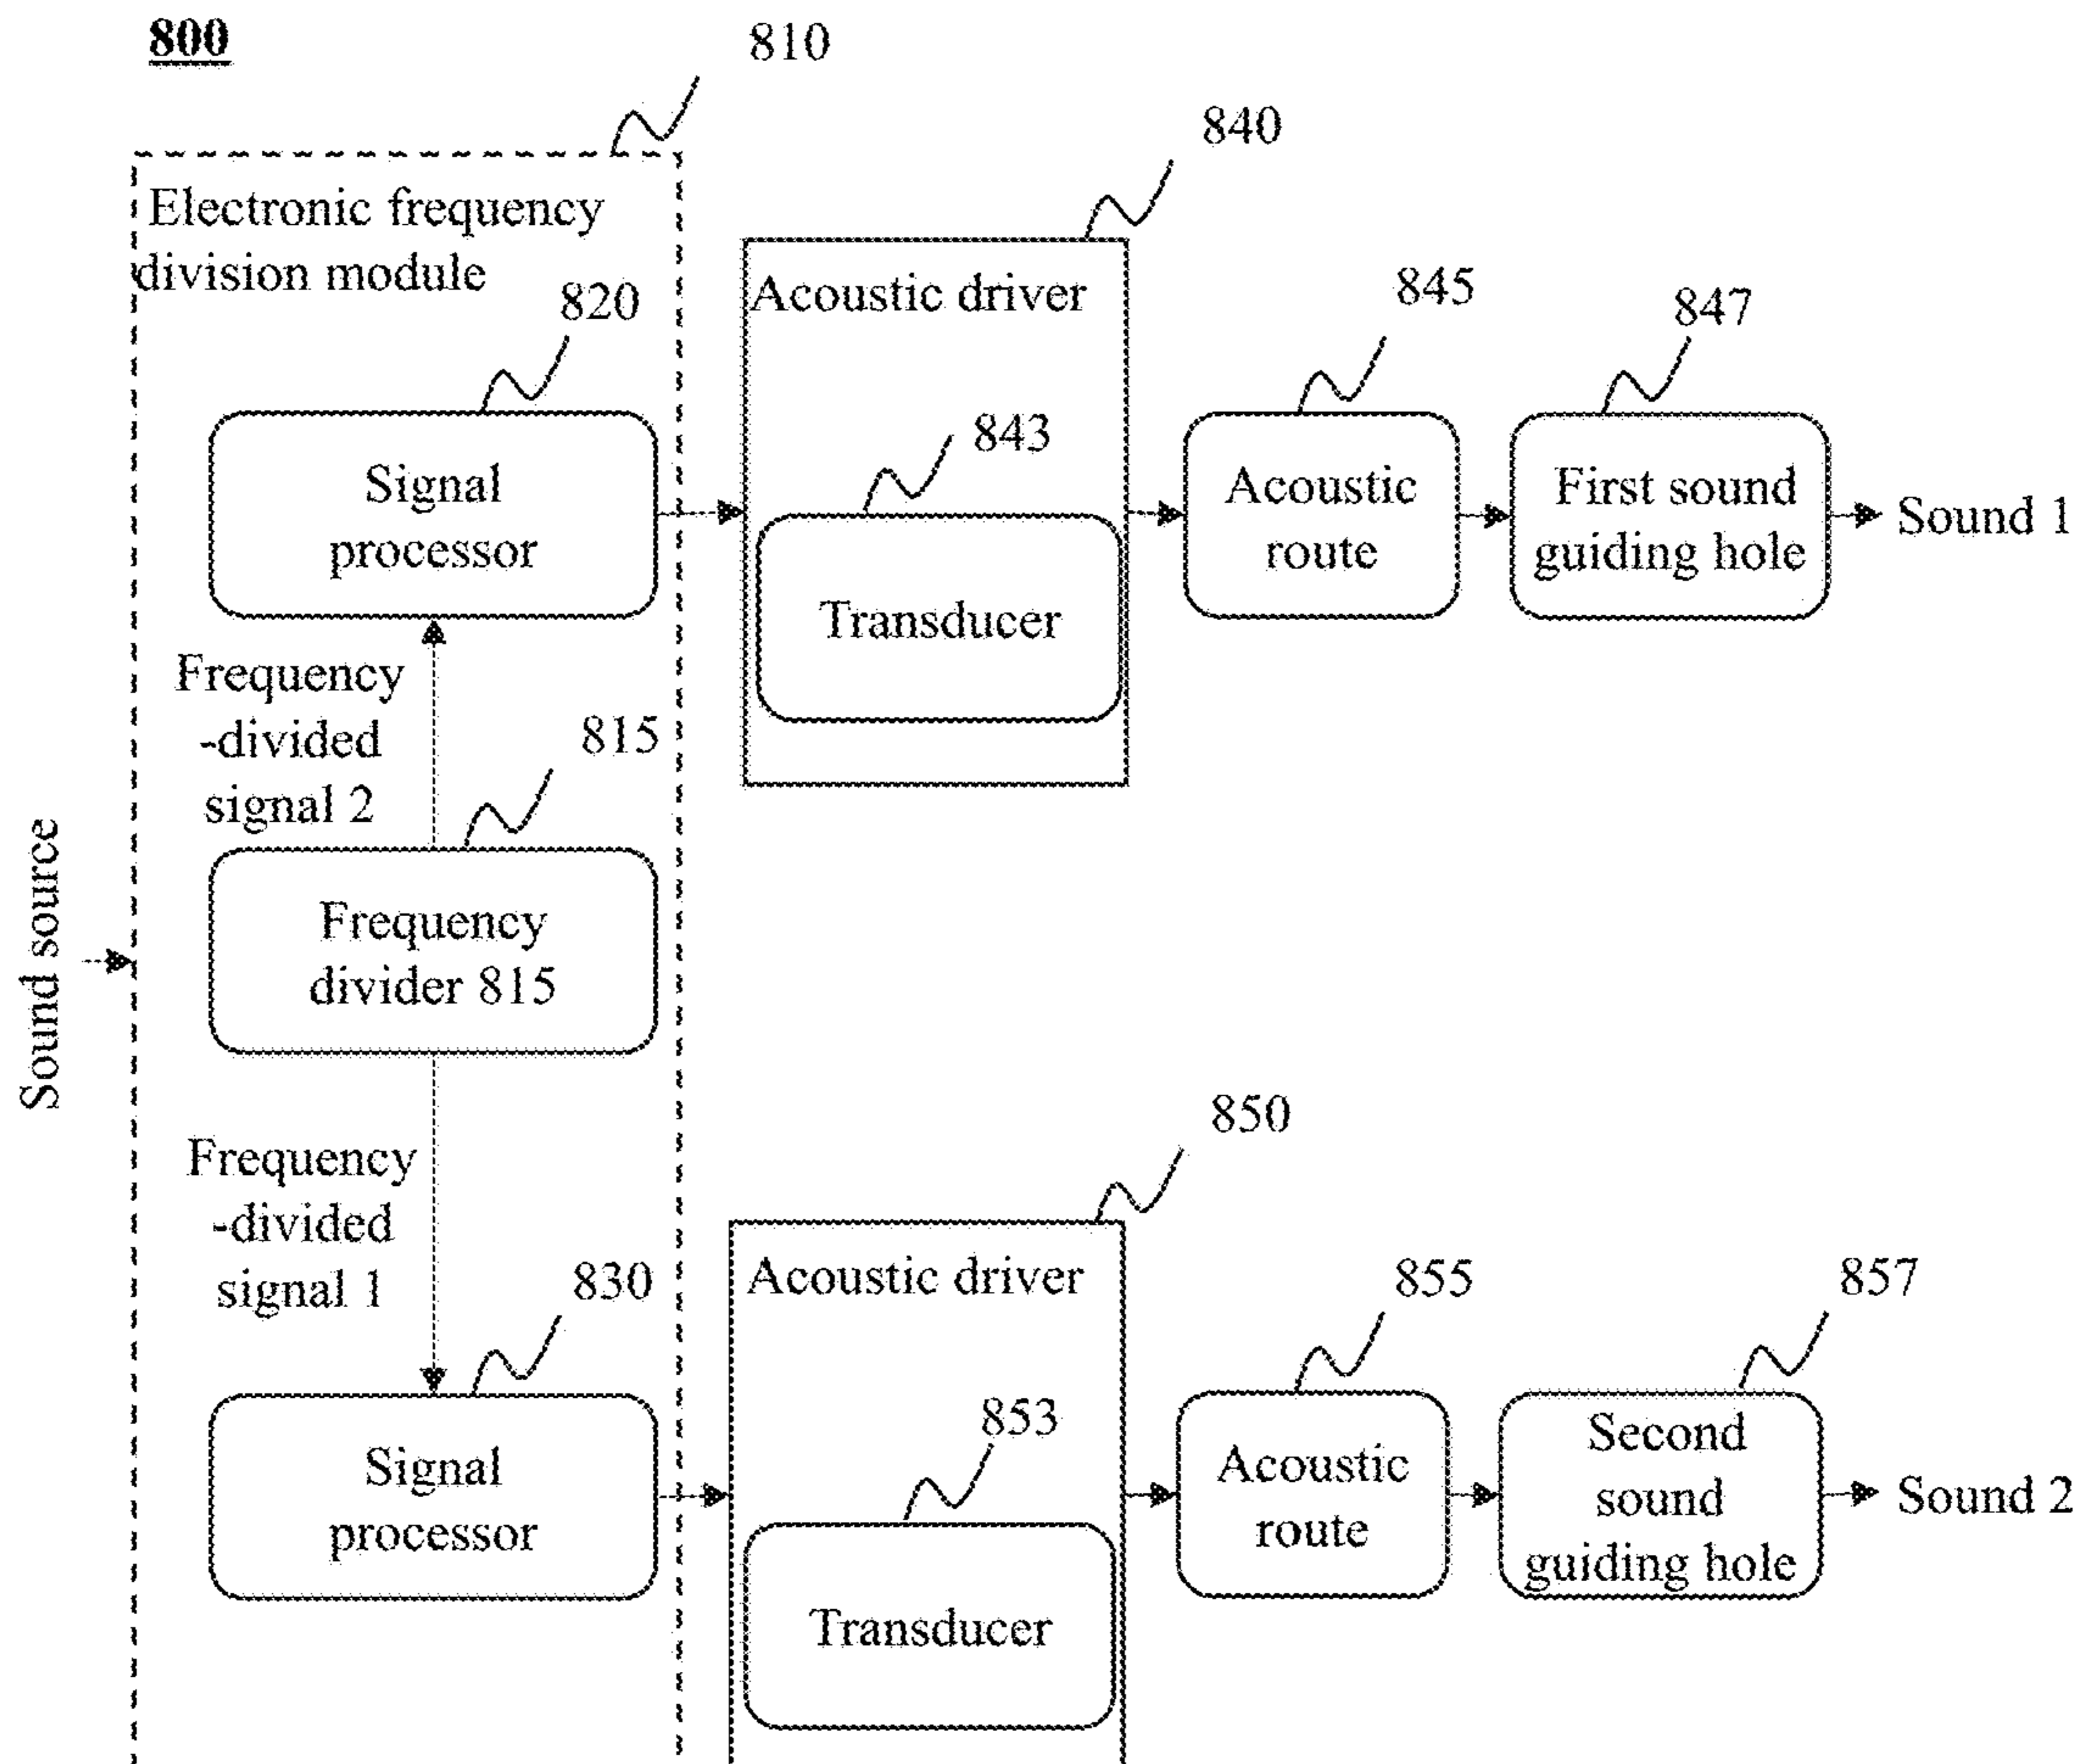 800
810
840
Electronic frequency
division module
820
Acoustic driver
845
847
843
Signal
processor
Acoustic
route
First sound
guiding hole
Sound 1
Transducer
Frequency
-divided
signal 2
815
Sound source
Frequency
divider 815
850
Frequency
-divided
signal 1
830
Acoustic driver
855
857
853
Signal
processor
Acoustic
route
Second
sound
guiding hole
Sound 2
Transducer